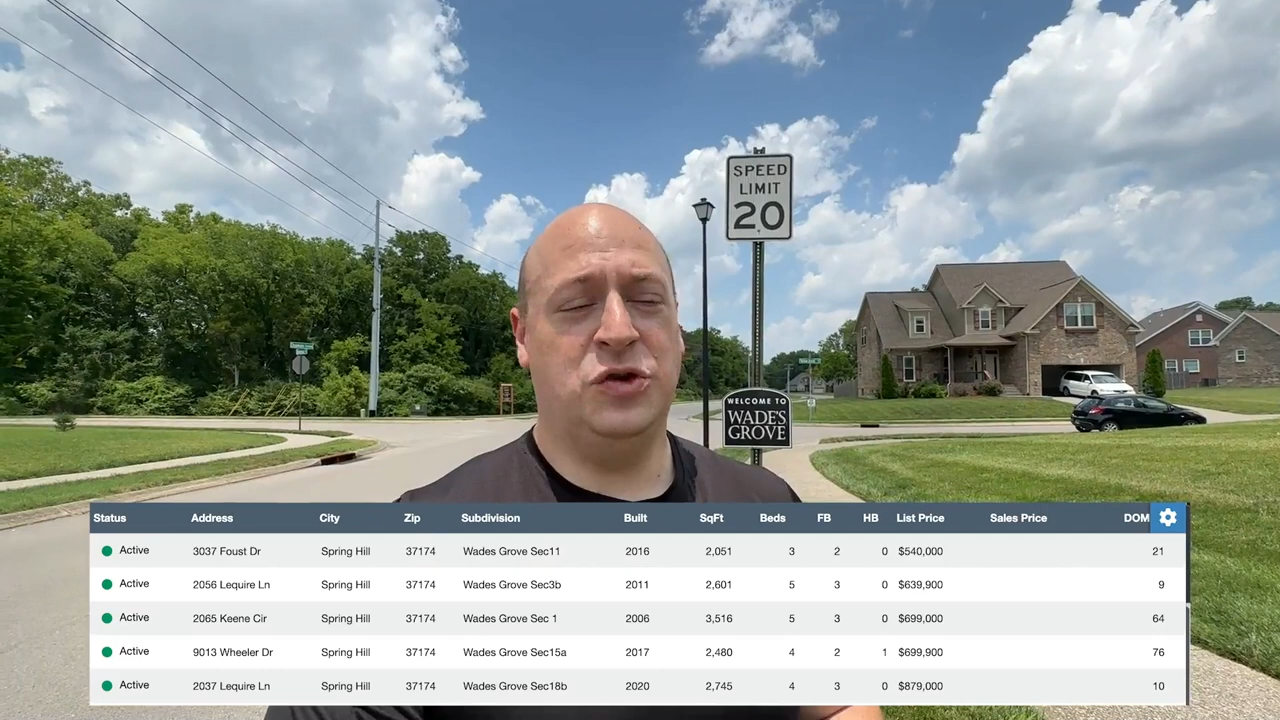 SPEED
LIMIT
20
WELCOME TO
WADE'S
GROVE
Status Address City Zip Subdivision Built SqFt Beds FB HB List Price Sales Price DOM
Active 3037 Foust Dr Spring Hill 37174 Wades Grove Sec11 2016 2,051 3 2 0 $540,000 21
Active 2056 Lequire Ln Spring Hill 37174 Wades Grove Sec3b 2011 2,601 5 3 0 $639,900 9
Active 2065 Keene Cir Spring Hill 37174 Wades Grove Sec 1 2006 3,516 5 3 0 $699,000 64
Active 9013 Wheeler Dr Spring Hill 37174 Wades Grove Sec15a 2017 2,480 4 2 1 $699,900 76
Active 2037 Lequire Ln Spring Hill 37174 Wades Grove Sec18b 2020 2,745 4 3 0 $879,000 10